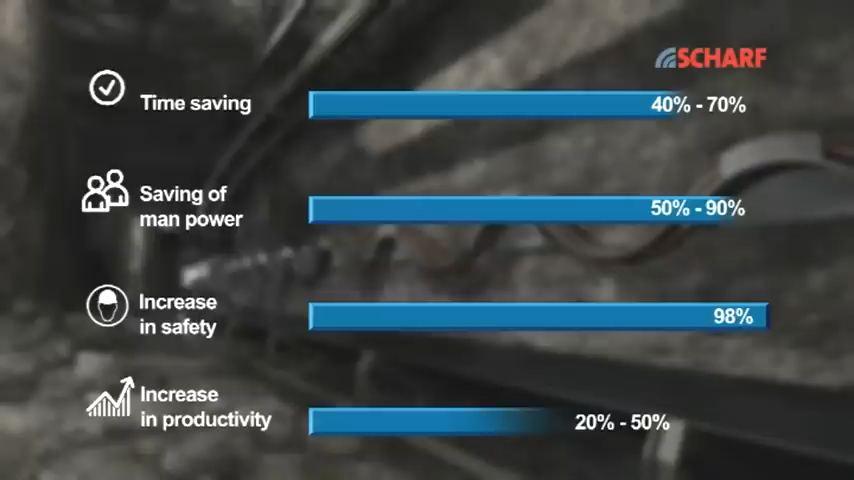 SCHARF
Time saving
40% - 70%
Saving of
man power
50% - 90%
Increase
in safety
98%
Increase
in productivity
20% - 50%